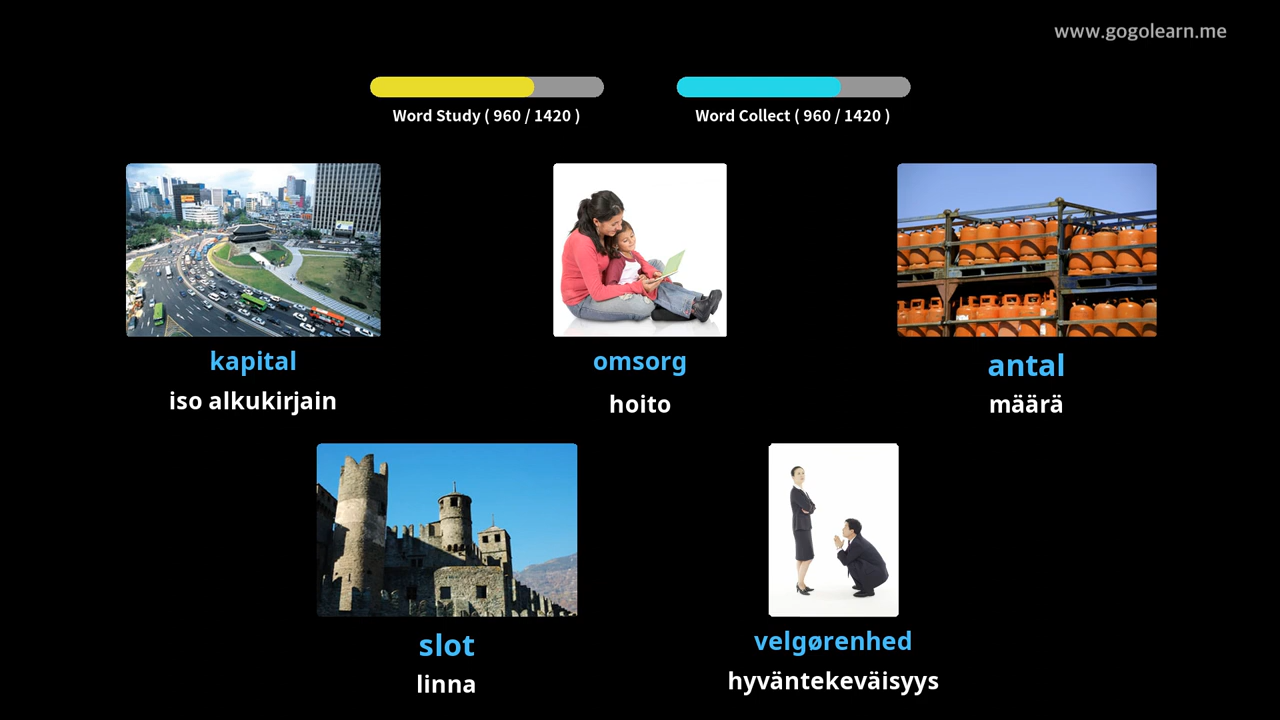 www.gogolearn.me
Word Study ( 960 / 1420 )
Word Collect ( 960 / 1420 )
kapital
iso alkukirjain
omsorg
hoito
antal
määrä
slot
linna
velgørenhed
hyväntekeväisyys